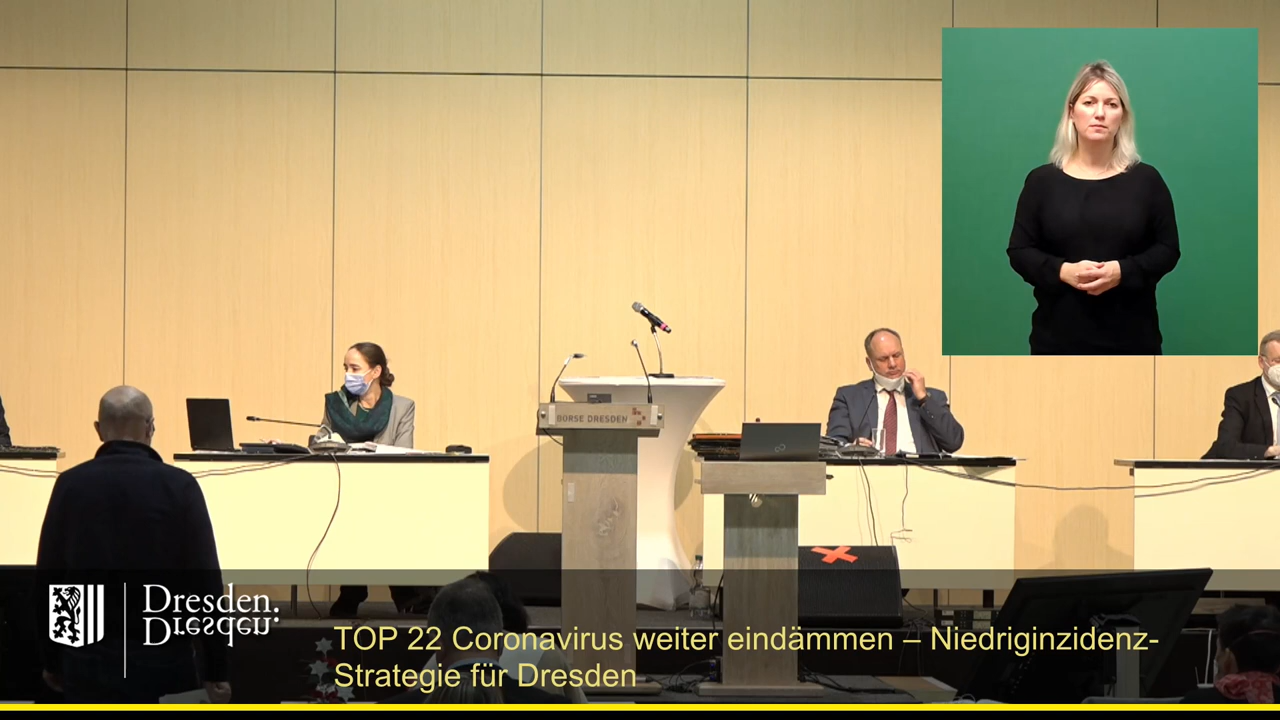 BÖRSE DRESDEN
Dresden.
Dresden.
TOP 22 Coronavirus weiter eindämmen – Niedriginzidenz-
Strategie für Dresden